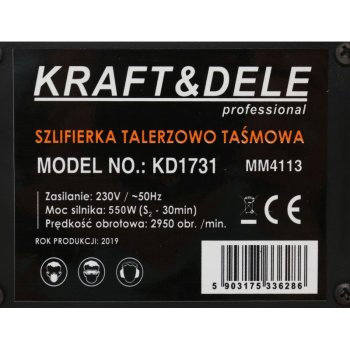 KRAFT&DELE
professional
SZLIFIERKA TALERZOWO TAŚMOWA
MODEL NO.: KD1731 MM4113
Zasilanie: 230V / ~50Hz
Moc silnika: 550W (S₂ - 30min)
Prędkość obrotowa: 2950 obr. /min.
ROK PRODUKCJI: 2019
CE
5 903175 336286